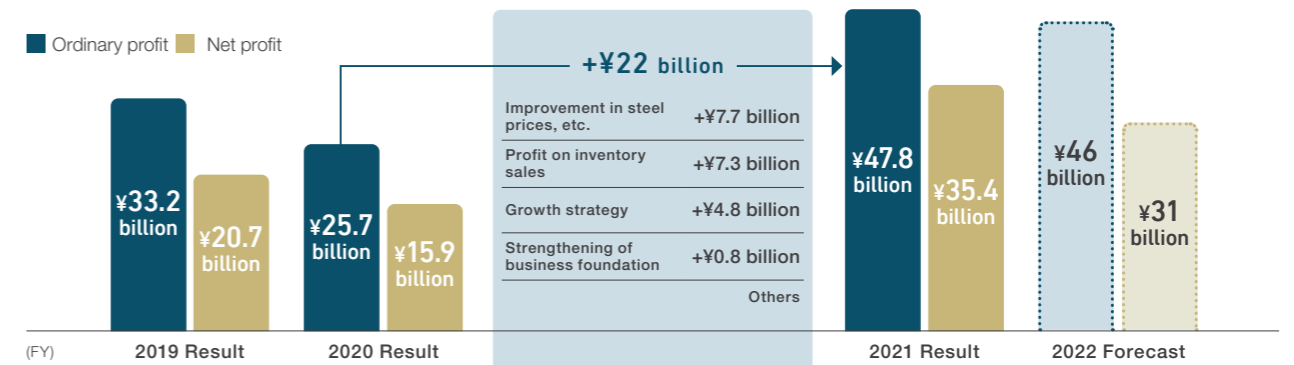 Ordinary profit Net profit
+¥22 billion
Improvement in steel
prices, etc.
+¥7.7 billion
Profit on inventory
sales
+¥7.3 billion
Growth strategy +¥4.8 billion
Strengthening of
business foundation
+¥0.8 billion
Others
¥33.2
billion
¥20.7
billion
¥25.7
billion
¥15.9
billion
¥47.8
billion
¥35.4
billion
¥46
billion
¥31
billion
(FY) 2019 Result 2020 Result 2021 Result 2022 Forecast